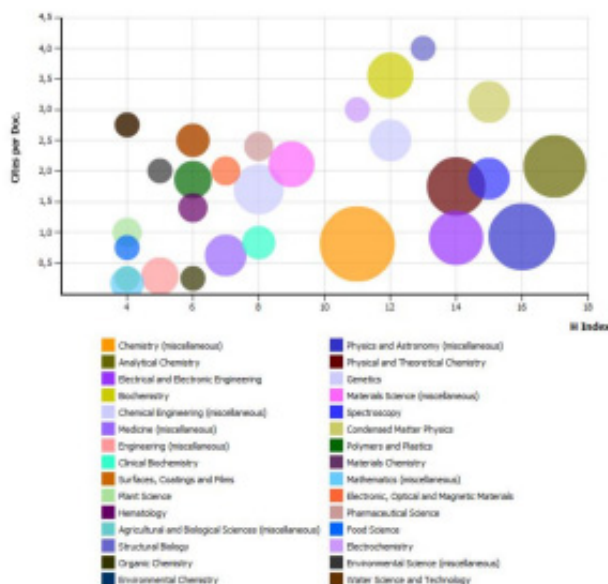 4,5
4,0
3,5
3,0
2,5
2,0
1,5
1,0
0,5
Cites per Doc.
4 6 8 10 12 14 16 18
H Index
Chemistry (miscellaneous)
Analytical Chemistry
Electrical and Electronic Engineering
Biochemistry
Chemical Engineering (miscellaneous)
Medicine (miscellaneous)
Engineering (miscellaneous)
Clinical Biochemistry
Surfaces, Coatings and Films
Plant Science
Hematology
Agricultural and Biological Sciences (miscellaneous)
Structural Biology
Organic Chemistry
Environmental Chemistry
Physics and Astronomy (miscellaneous)
Physical and Theoretical Chemistry
Genetics
Materials Science (miscellaneous)
Spectroscopy
Condensed Matter Physics
Polymers and Plastics
Materials Chemistry
Mathematics (miscellaneous)
Electronic, Optical and Magnetic Materials
Pharmaceutical Science
Food Science
Electrochemistry
Environmental Science (miscellaneous)
Water Science and Technology